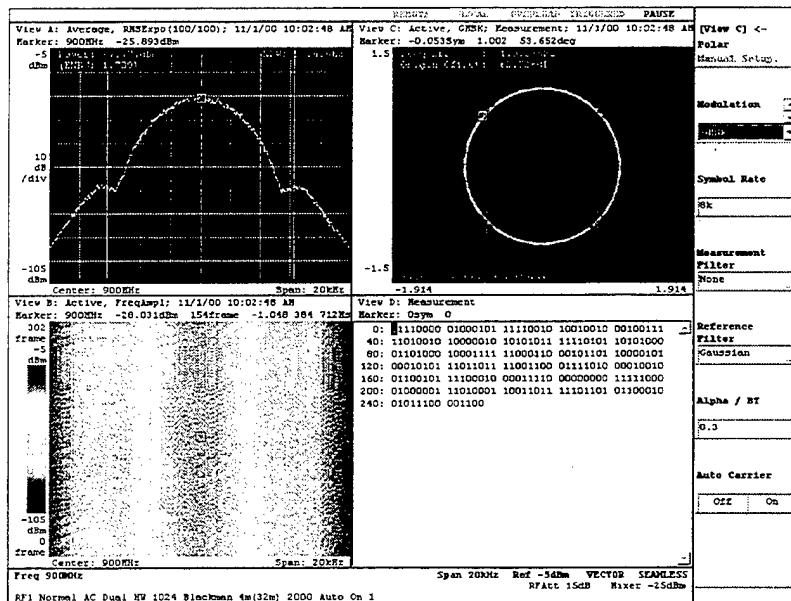 PAUSE
View A: Average, RMSExpo(100/100); 11/1/00 10:02:48 AM
Marker: 900MHz -25.893dBm
-5
dBm
10
dB
/div
-105
dBm
Center: 900MHz Span: 20kHz
View C: Active, GMSK; Measurement; 11/1/00 10:02:48 AM
Marker: -0.053Sym 1.002 53.652deg
1.5
-1.5
-1.914 1.914
View B: Active, FreqAmpl; 11/1/00 10:02:48 AM
Marker: 900MHz -28.031dBm 154frame -1.048 384 712Ms
302
frame
-5
dBm
-105
dBm
0
frame
Center: 900MHz Span: 20kHz
View D: Measurement
Marker: 0sym 0
1110000 01000101 11110010 10010010 00100111
40: 11010010 10000010 10101011 11110101 10101000
80: 01101000 10001111 11000110 00101101 10000101
120: 00010101 11011011 11001100 01111010 00010010
160: 01100101 11100010 00011110 00000000 11111000
200: 01000001 11010001 10011011 11101101 01100010
240: 01011100 001100
[View C] <-
Polar
Manual Setup.
Modulation
Symbol Rate
8k
Measurement
Filter
None
Reference
Filter
Gaussian
Alpha / BT
0.3
Auto Carrier
Off On
Freq 900MHz Span 20kHz Ref -5dBm VECTOR SEAMLESS
RFAtt 15dB Mixer -25dBm
RF1 Normal AC Dual HW 1024 Blackman 4m(32m) 2000 Auto On 1